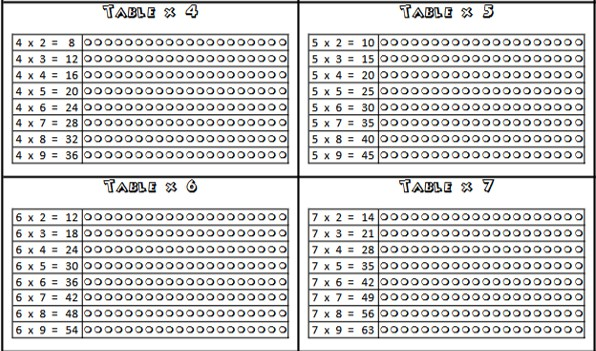 TABLE x 4
4 x 2 = 8
4 x 3 = 12
4 x 4 = 16
4 x 5 = 20
4 x 6 = 24
4 x 7 = 28
4 x 8 = 32
4 x 9 = 36
TABLE x 5
5 x 2 = 10
5 x 3 = 15
5 x 4 = 20
5 x 5 = 25
5 x 6 = 30
5 x 7 = 35
5 x 8 = 40
5 x 9 = 45
TABLE x 6
6 x 2 = 12
6 x 3 = 18
6 x 4 = 24
6 x 5 = 30
6 x 6 = 36
6 x 7 = 42
6 x 8 = 48
6 x 9 = 54
TABLE x 7
7 x 2 = 14
7 x 3 = 21
7 x 4 = 28
7 x 5 = 35
7 x 6 = 42
7 x 7 = 49
7 x 8 = 56
7 x 9 = 63